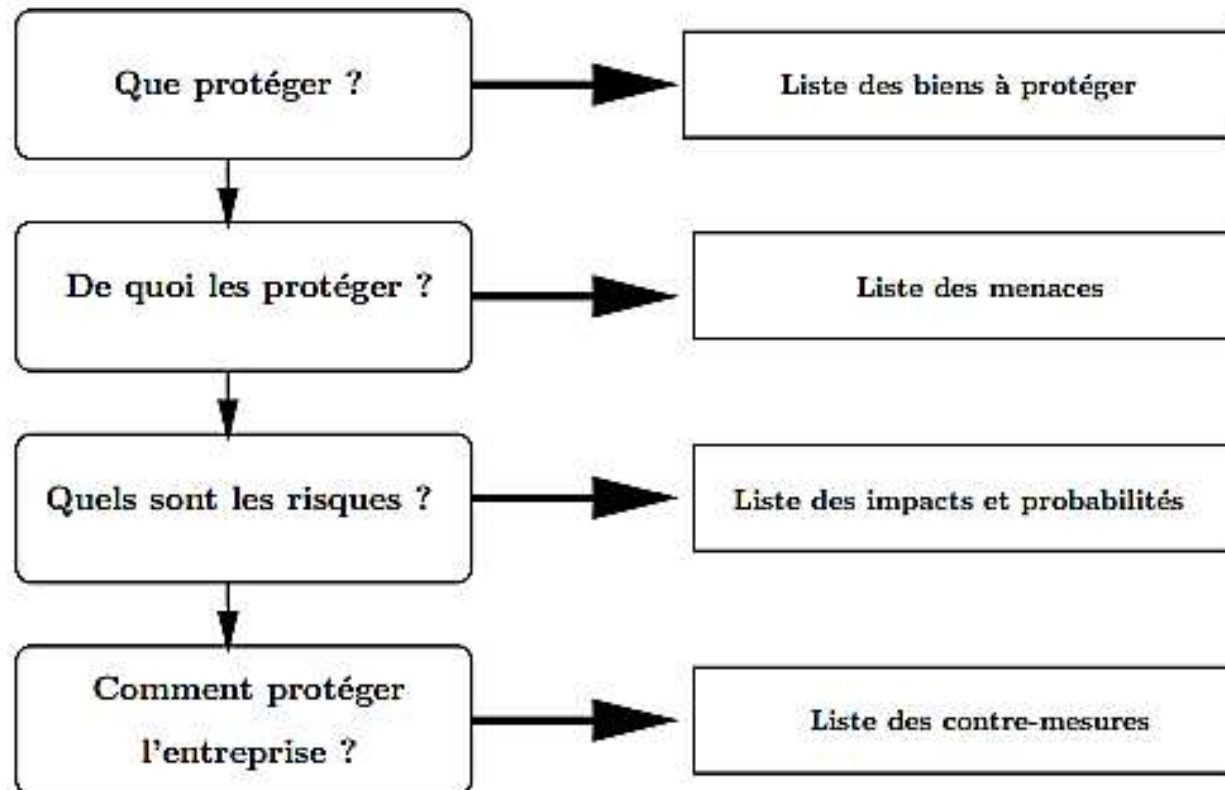 Que protéger ?
Liste des biens à protéger
De quoi les protéger ?
Liste des menaces
Quels sont les risques ?
Liste des impacts et probabilités
Comment protéger
l'entreprise ?
Liste des contre-mesures